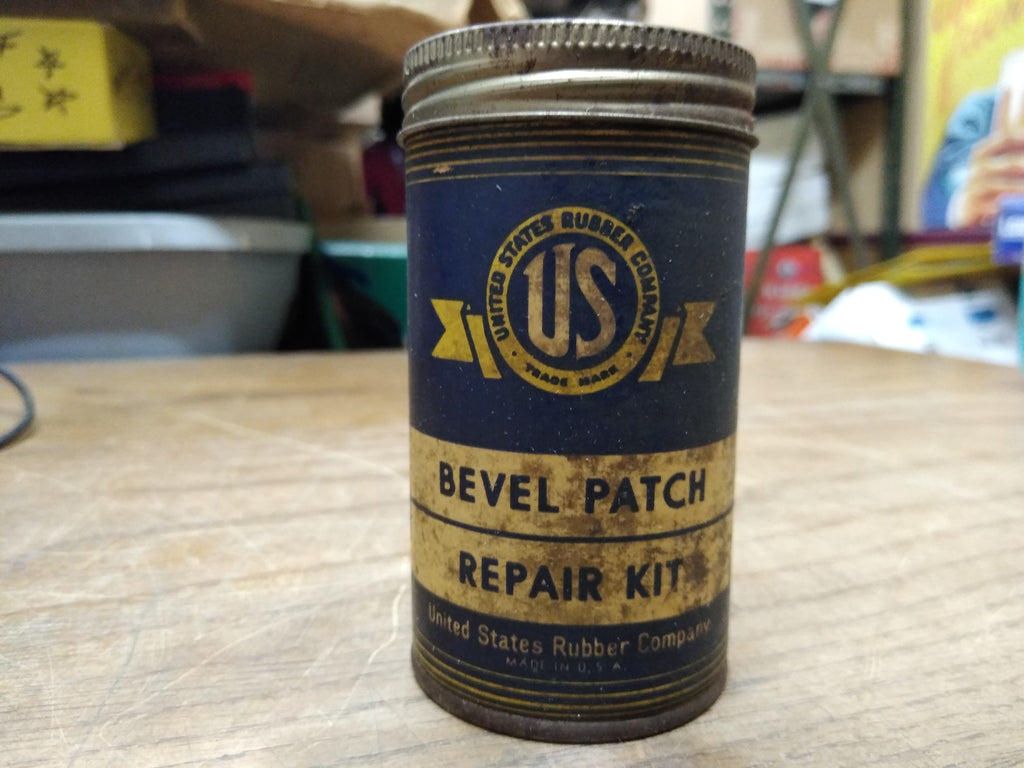 UNITED STATES RUBBER COMPANY
US
TRADE MARK
BEVEL PATCH
REPAIR KIT
United States Rubber Company
MADE IN U.S.A.